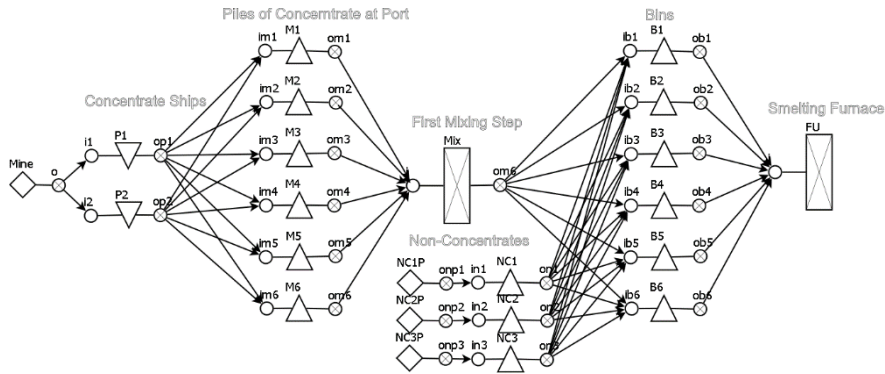 Piles of Concerntrate at Port
Bins
im1 M1 om1
ib1 B1 ob1
im2 M2 om2
ib2 B2 ob2
Concentrate Ships
Smelting Furnace
First Mixing Step
i1 P1 op1
im3 M3 om3
Mix
ib3 B3 ob3
FU
Mine o
i2 P2 op2
im4 M4 om4
om6
ib4 B4 ob4
Non-Concentrates
im5 M5 om5
ib5 B5 ob5
NC1P onp1 in1 NC1 on1
im6 M6 om6
NC2P onp2 in2 NC2 on2
ib6 B6 ob6
NC3P onp3 in3 NC3 on3